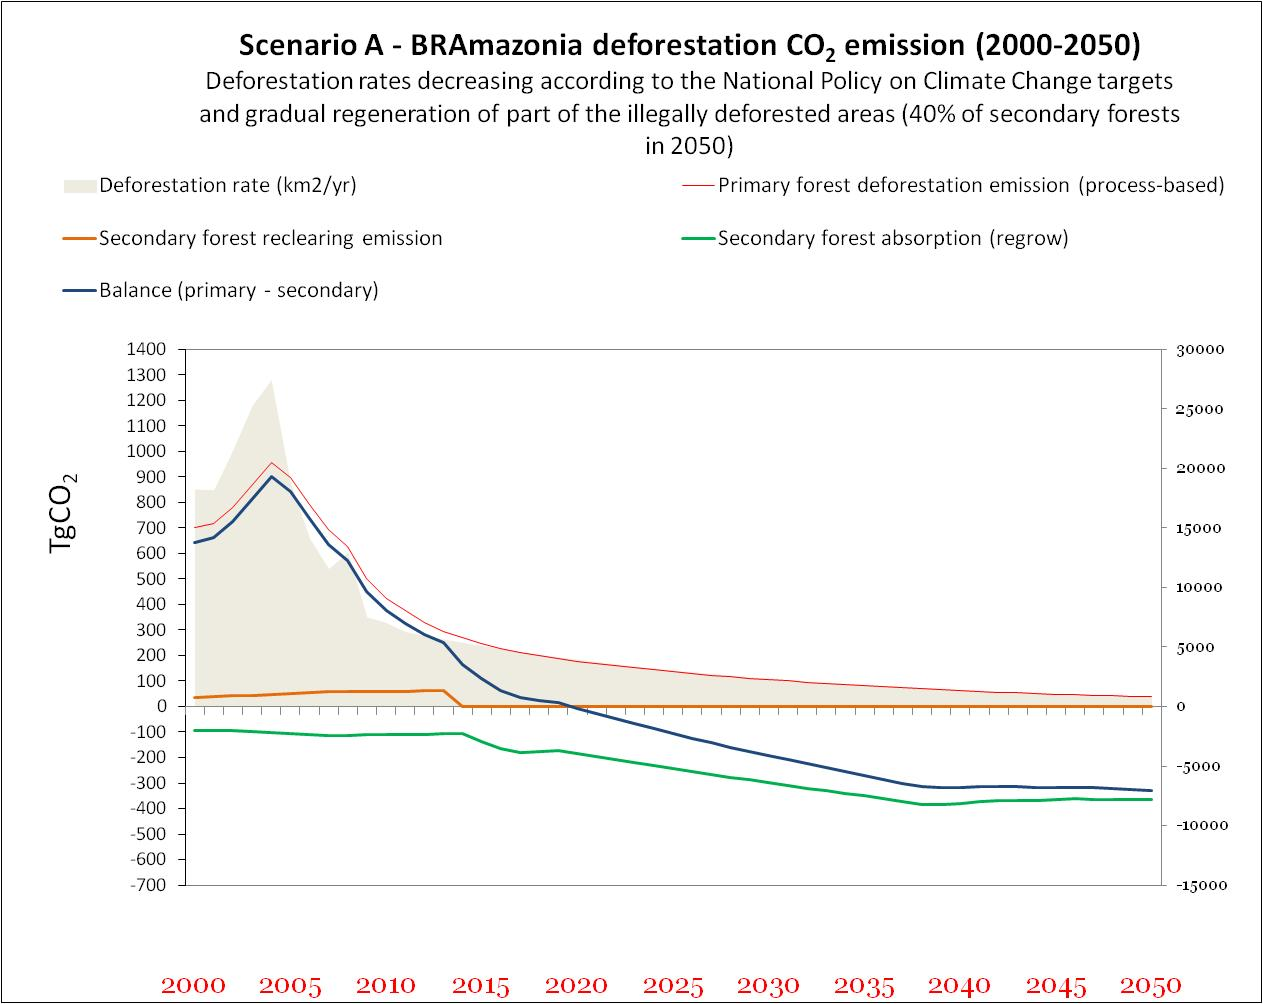 Scenario A - BRAmazonia deforestation CO2 emission (2000-2050)
Deforestation rates decreasing according to the National Policy on Climate Change targets
and gradual regeneration of part of the illegally deforested areas (40% of secondary forests
in 2050)
Deforestation rate (km2/yr)
Primary forest deforestation emission (process-based)
Secondary forest reclearing emission
Secondary forest absorption (regrow)
Balance (primary - secondary)
TgCO2
1400
1300
1200
1100
1000
900
800
700
600
500
400
300
200
100
0
-100
-200
-300
-400
-500
-600
-700
30000
25000
20000
15000
10000
5000
0
-5000
-10000
-15000
2000 2005 2010 2015 2020 2025 2030 2035 2040 2045 2050